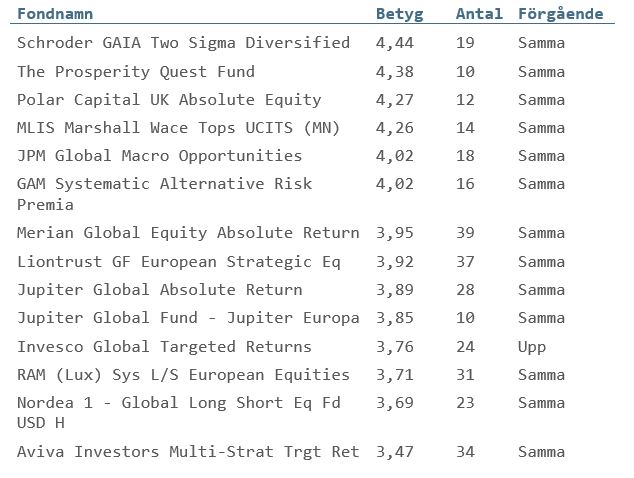 Fondnamn Betyg Antal Förgående
Schroder GAIA Two Sigma Diversified 4,44 19 Samma
The Prosperity Quest Fund 4,38 10 Samma
Polar Capital UK Absolute Equity 4,27 12 Samma
MLIS Marshall Wace Tops UCITS (MN) 4,26 14 Samma
JPM Global Macro Opportunities 4,02 18 Samma
GAM Systematic Alternative Risk 4,02 16 Samma
Premia
Merian Global Equity Absolute Return 3,95 39 Samma
Liontrust GF European Strategic Eq 3,92 37 Samma
Jupiter Global Absolute Return 3,89 28 Samma
Jupiter Global Fund - Jupiter Europa 3,85 10 Samma
Invesco Global Targeted Returns 3,76 24 Upp
RAM (Lux) Sys L/S European Equities 3,71 31 Samma
Nordea 1 - Global Long Short Eq Fd 3,69 23 Samma
USD H
Aviva Investors Multi-Strat Trgt Ret 3,47 34 Samma